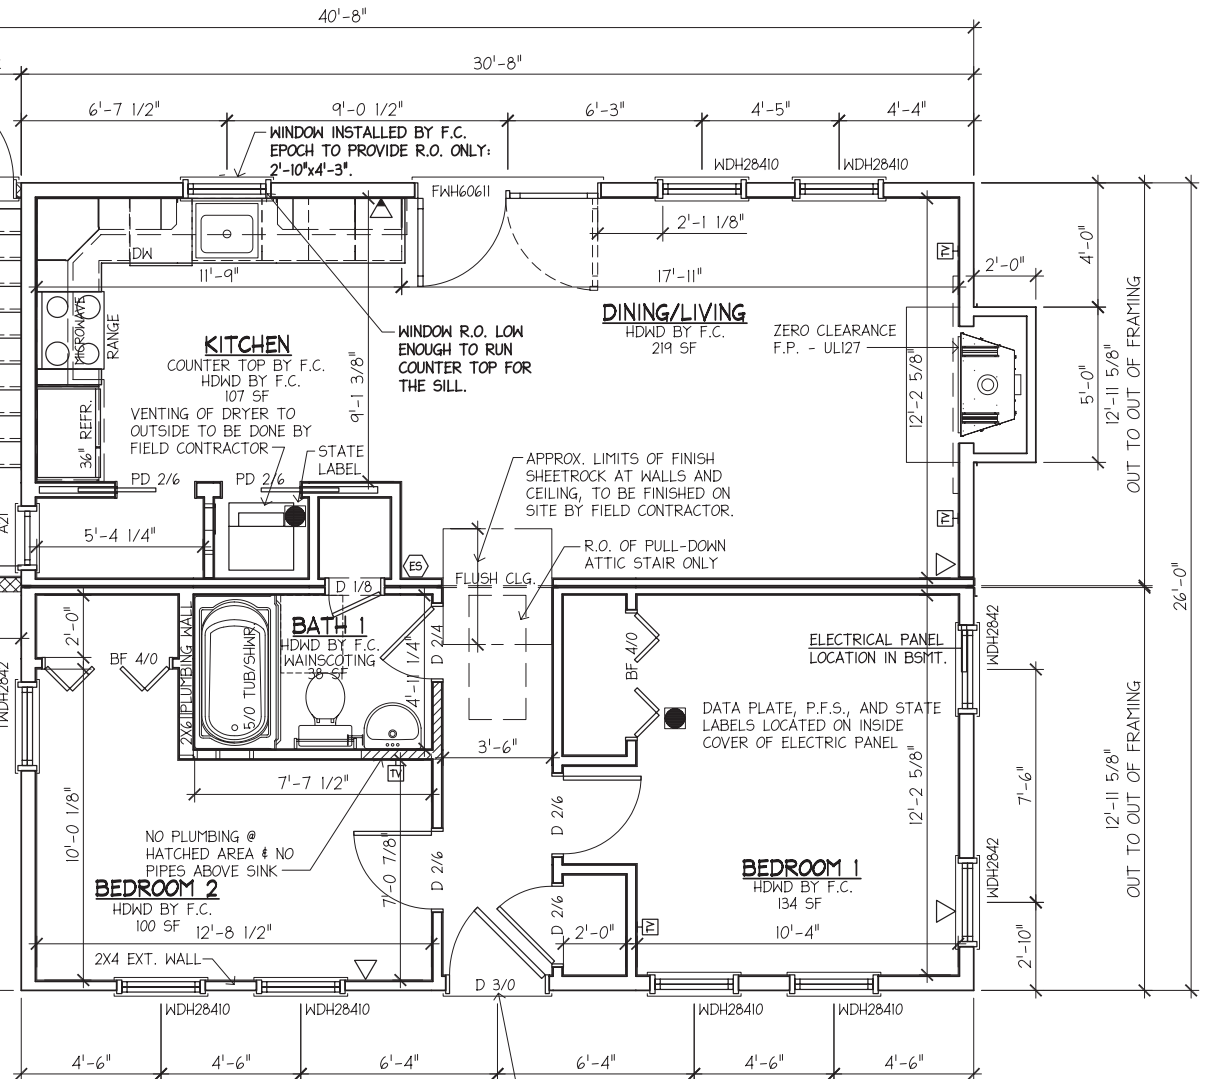 40'-8"
30'-8"
6'-7 1/2"
9'-0 1/2"
6'-3"
4'-5"
4'-4"
WINDOW INSTALLED BY F.C.
EPOCH TO PROVIDE R.O. ONLY:
2'-10"x4'-3".
WDH28410
WDH28410
FWH60611
2'-1 1/8"
DW
TV
4'-0"
2'-0"
11'-9"
17'-11"
MICROWAVE
RANGE
DINING/LIVING
HDWD BY F.C.
219 SF
ZERO CLEARANCE
F.P. - UL127
WINDOW R.O. LOW
ENOUGH TO RUN
COUNTER TOP FOR
THE SILL.
KITCHEN
COUNTER TOP BY F.C.
HDWD BY F.C.
107 SF
9'-1 3/8"
12'-2 5/8"
5'-0"
12'-11 5/8"
OUT TO OUT OF FRAMING
VENTING OF DRYER TO
OUTSIDE TO BE DONE BY
FIELD CONTRACTOR
36" REFR.
STATE
LABEL
PD 2/6
PD 2/6
APPROX. LIMITS OF FINISH
SHEETROCK AT WALLS AND
CEILING, TO BE FINISHED ON
SITE BY FIELD CONTRACTOR.
A21
5'-4 1/4"
TV
R.O. OF PULL-DOWN
ATTIC STAIR ONLY
ES
FLUSH CLG.
D 1/8
26'-0"
2'-0"
BF 4/0
2X6 PLUMBING WALL
5/0 TUB/SHWR.
BATH 1
HDWD BY F.C.
WAINSCOTING
38 SF
4'-11 1/4"
D 2/4
BF 4/0
ELECTRICAL PANEL
LOCATION IN BSMT.
WDH2842
WDH2842
DATA PLATE, P.F.S., AND STATE
LABELS LOCATED ON INSIDE
COVER OF ELECTRIC PANEL
3'-6"
TV
7'-7 1/2"
10'-0 1/8"
D 2/6
12'-2 5/8"
7'-6"
12'-11 5/8"
OUT TO OUT OF FRAMING
NO PLUMBING @
HATCHED AREA & NO
PIPES ABOVE SINK
7'-0 7/8"
D 2/6
WDH2842
BEDROOM 2
HDWD BY F.C.
100 SF
BEDROOM 1
HDWD BY F.C.
134 SF
D 2/6
TV
12'-8 1/2"
2'-0"
10'-4"
2'-10"
2X4 EXT. WALL
D 3/0
WDH28410
WDH28410
WDH28410
WDH28410
4'-6"
4'-6"
6'-4"
6'-4"
4'-6"
4'-6"